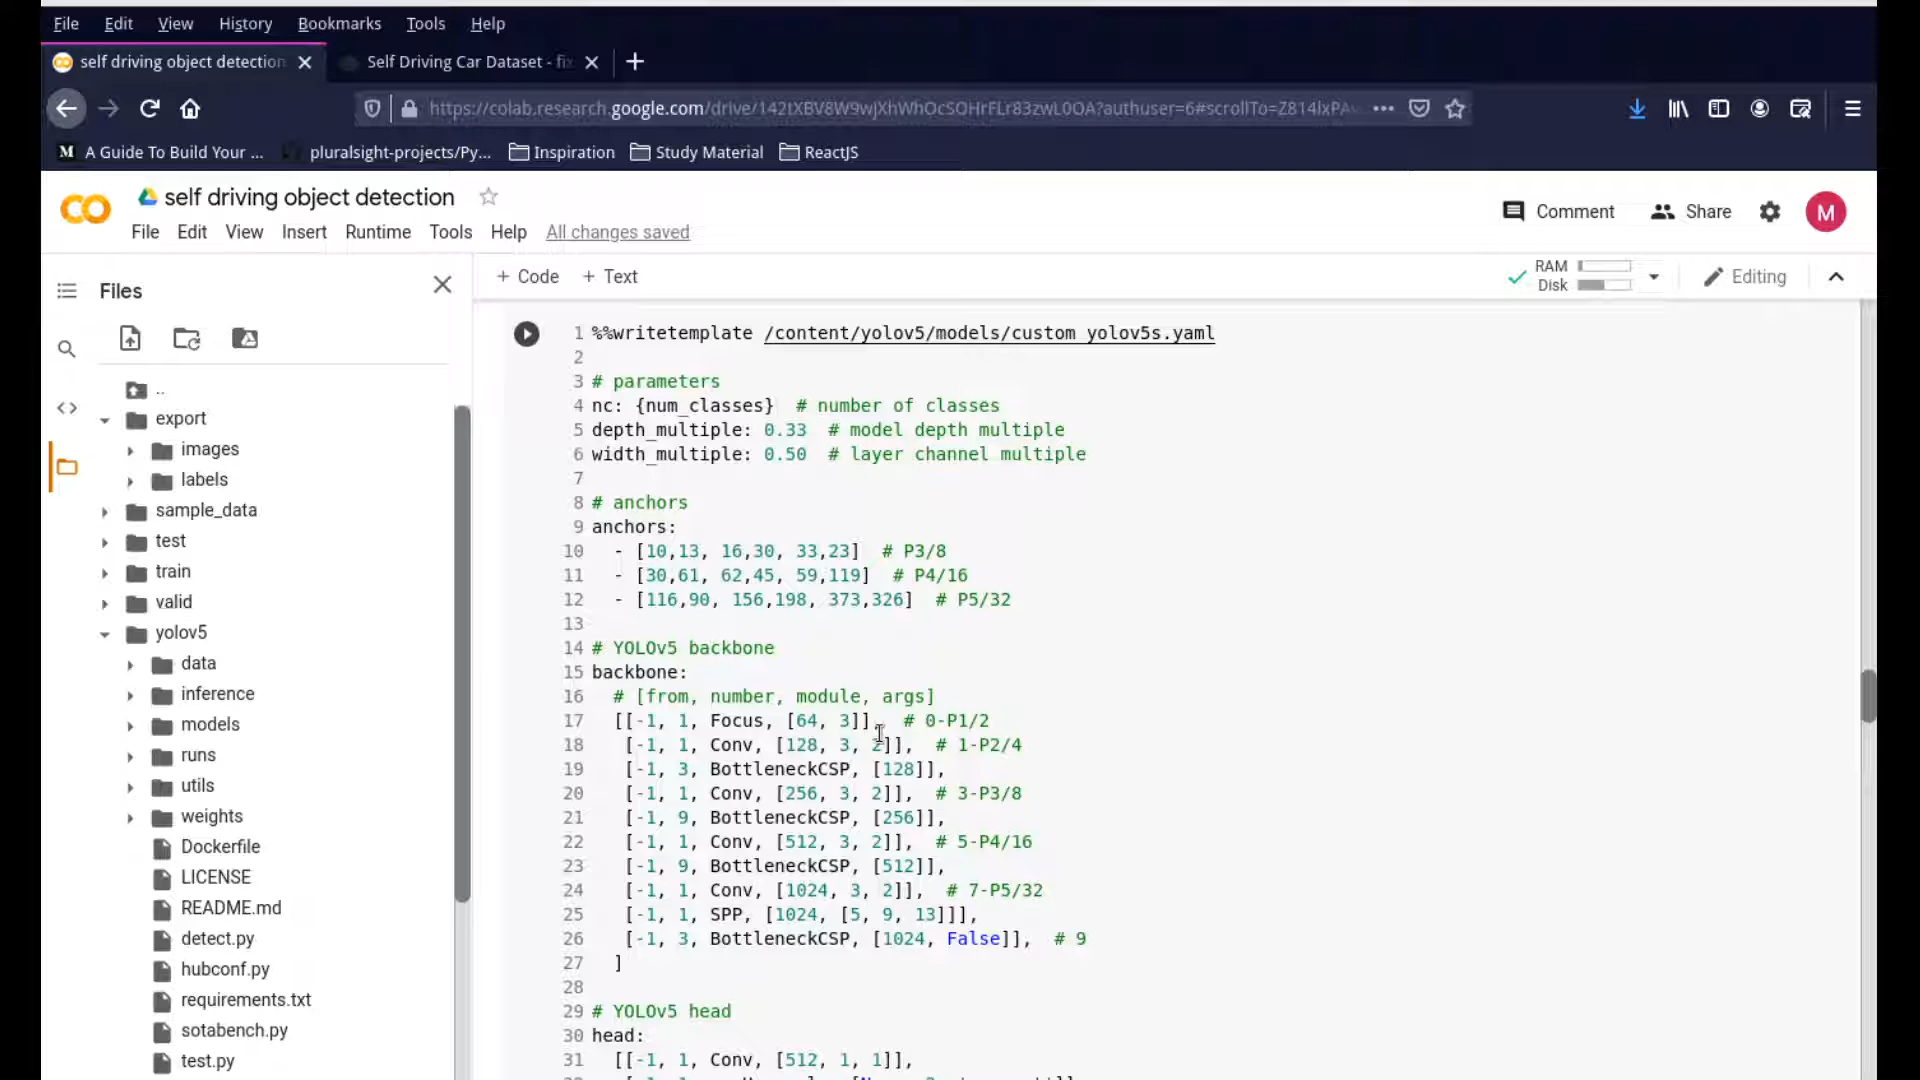 File Edit View History Bookmarks Tools Help
self driving object detection
Self Driving Car Dataset - fix
https://colab.research.google.com/drive/142tXBV8W9wJXhWhOcSOHrFLr83zwL0OA?authuser=6#scrollTo=Z814lxPA
M A Guide To Build Your ... pluralsight-projects/Py... Inspiration Study Material ReactJS
self driving object detection
Comment Share M
File Edit View Insert Runtime Tools Help All changes saved
Files
+ Code + Text
RAM
Disk
Editing
..
export
images
labels
sample_data
test
train
valid
yolov5
data
inference
models
runs
utils
weights
Dockerfile
LICENSE
README.md
detect.py
hubconf.py
requirements.txt
sotabench.py
test.py
1 %%writetemplate /content/yolov5/models/custom_yolov5s.yaml
2
3 # parameters
4 nc: {num_classes}  # number of classes
5 depth_multiple: 0.33  # model depth multiple
6 width_multiple: 0.50  # layer channel multiple
7
8 # anchors
9 anchors:
10   - [10,13, 16,30, 33,23]  # P3/8
11   - [30,61, 62,45, 59,119]  # P4/16
12   - [116,90, 156,198, 373,326]  # P5/32
13
14 # YOLOv5 backbone
15 backbone:
16   # [from, number, module, args]
17   [[-1, 1, Focus, [64, 3]],  # 0-P1/2
18    [-1, 1, Conv, [128, 3, 2]],  # 1-P2/4
19    [-1, 3, BottleneckCSP, [128]],
20    [-1, 1, Conv, [256, 3, 2]],  # 3-P3/8
21    [-1, 9, BottleneckCSP, [256]],
22    [-1, 1, Conv, [512, 3, 2]],  # 5-P4/16
23    [-1, 9, BottleneckCSP, [512]],
24    [-1, 1, Conv, [1024, 3, 2]],  # 7-P5/32
25    [-1, 1, SPP, [1024, [5, 9, 13]]],
26    [-1, 3, BottleneckCSP, [1024, False]],  # 9
27   ]
28
29 # YOLOv5 head
30 head:
31   [[-1, 1, Conv, [512, 1, 1]],